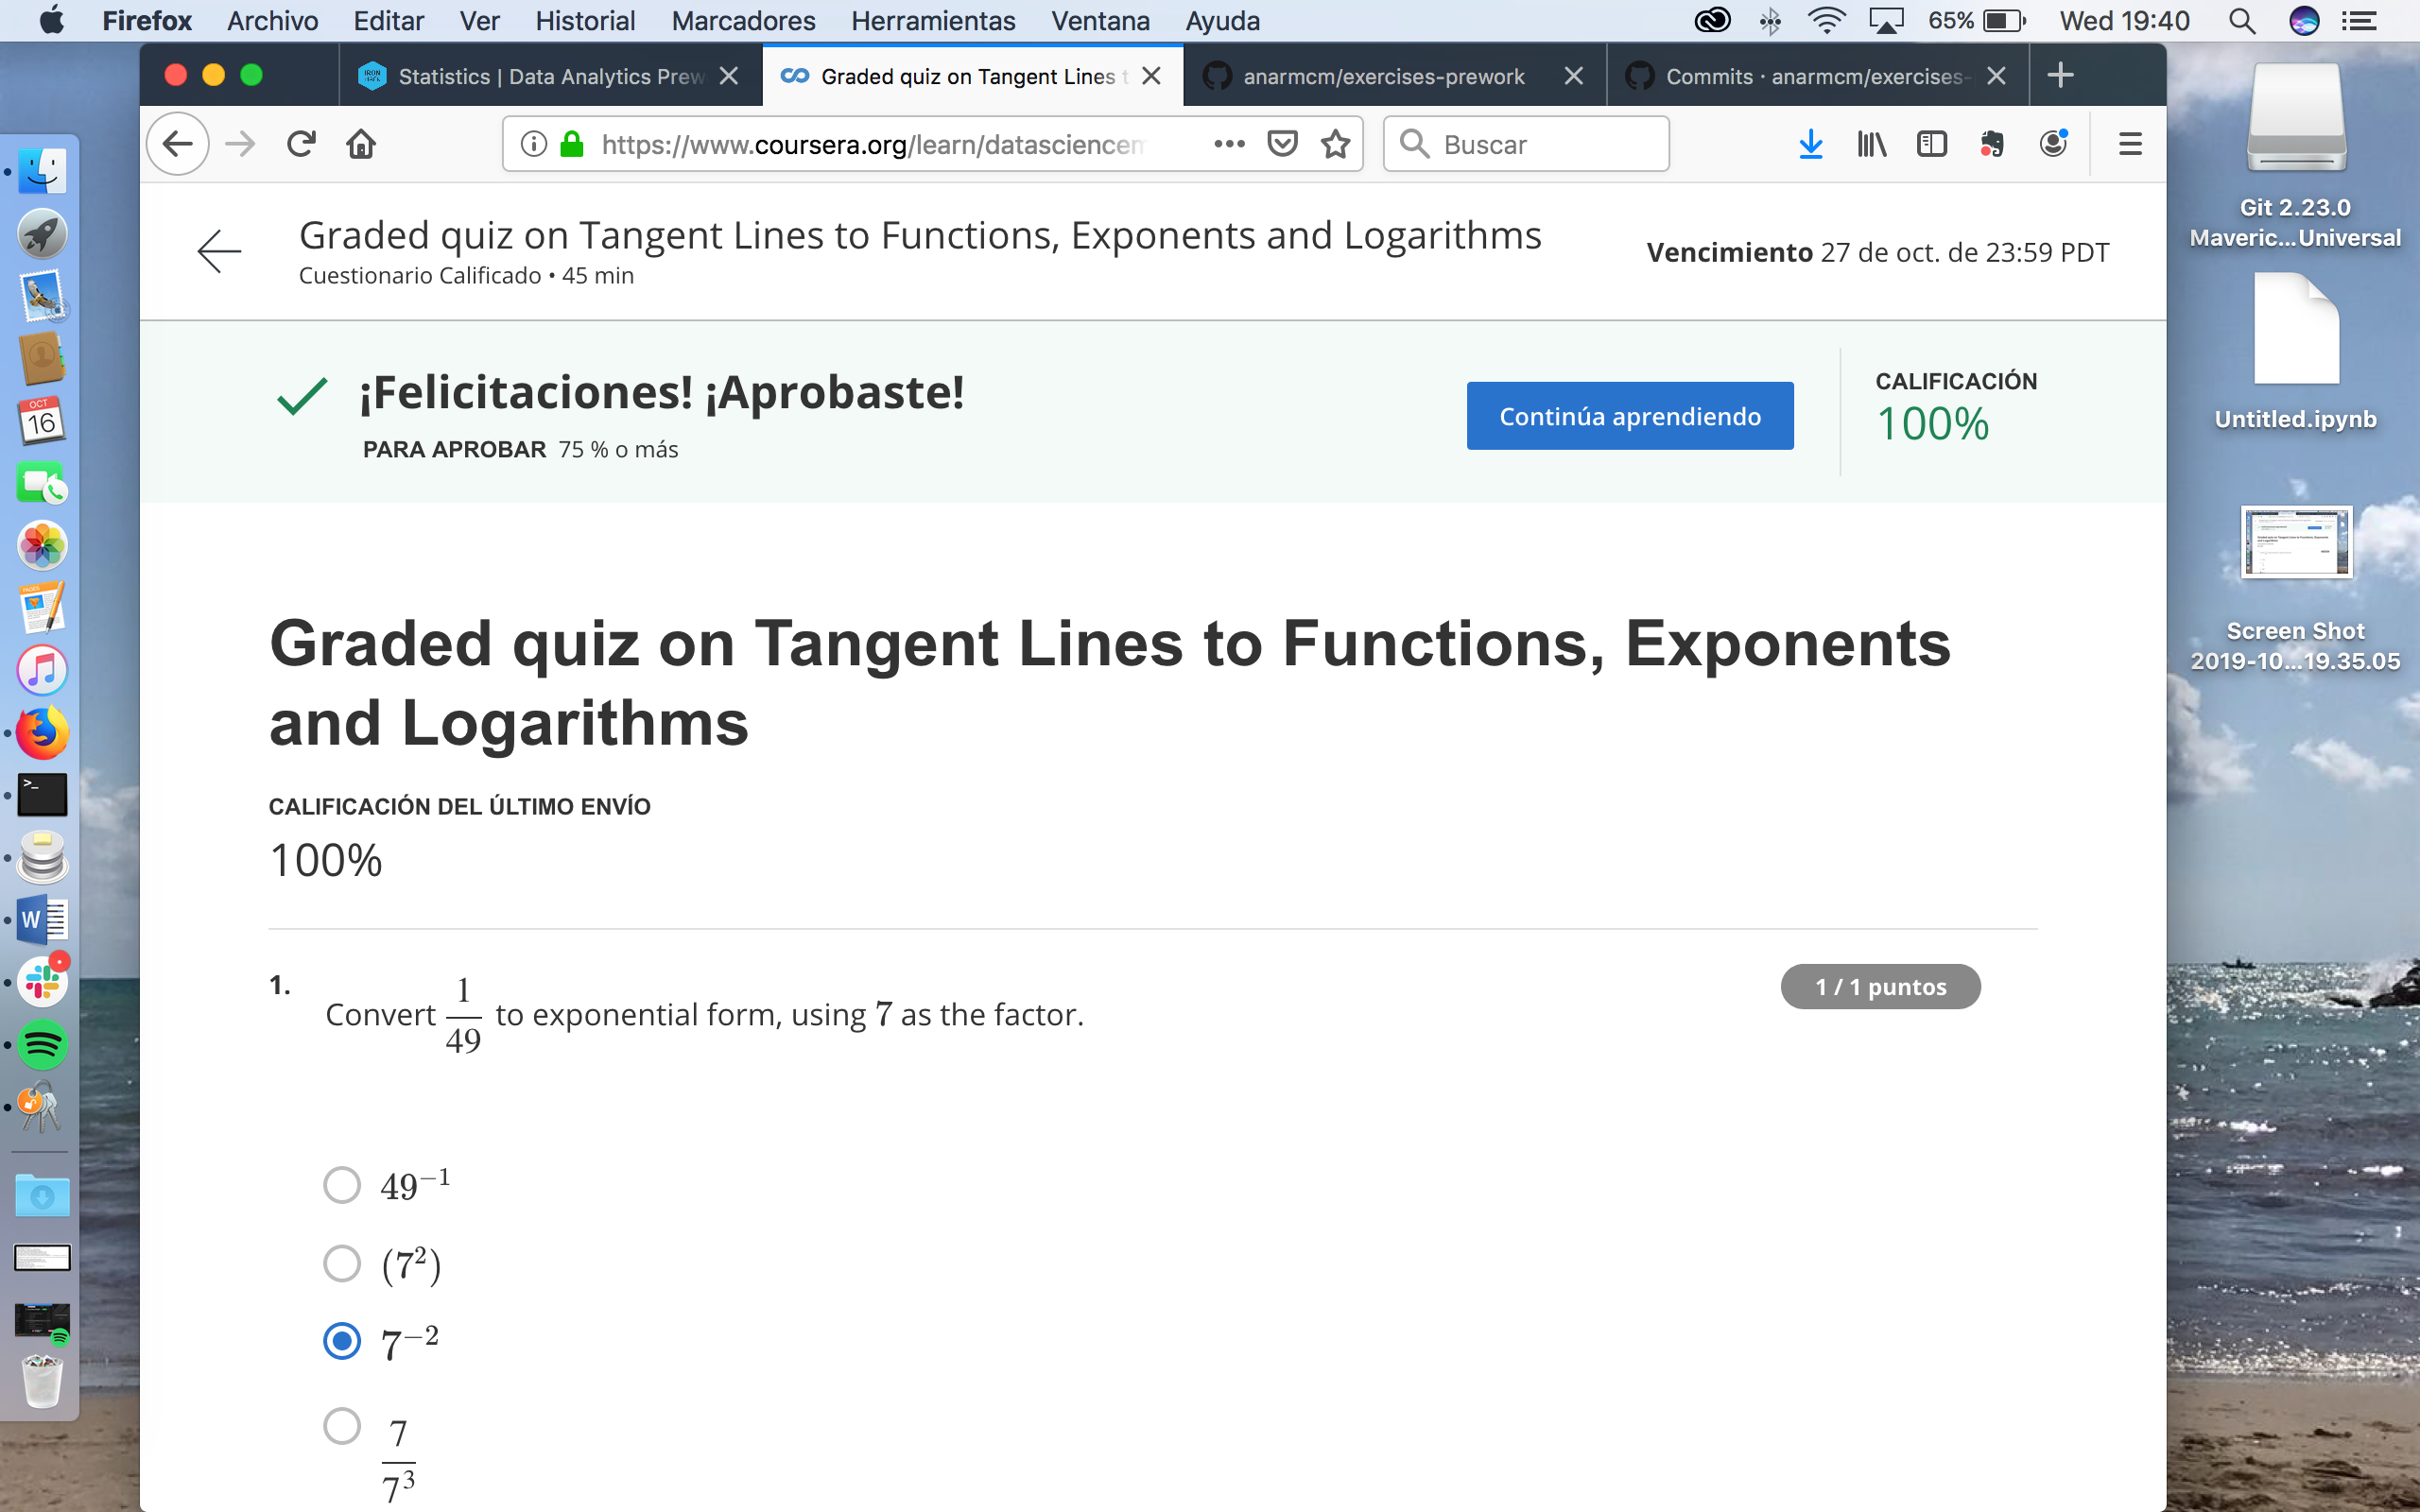 Firefox Archivo Editar Ver Historial Marcadores Herramientas Ventana Ayuda 65% Wed 19:40
Statistics | Data Analytics Prew
Graded quiz on Tangent Lines t
anarmcm/exercises-prework
Commits · anarmcm/exercises-
https://www.coursera.org/learn/datasciencem
Buscar
Graded quiz on Tangent Lines to Functions, Exponents and Logarithms
Cuestionario Calificado • 45 min
Vencimiento 27 de oct. de 23:59 PDT
¡Felicitaciones! ¡Aprobaste!
PARA APROBAR 75 % o más
Continúa aprendiendo
CALIFICACIÓN
100%
Graded quiz on Tangent Lines to Functions, Exponents
and Logarithms
CALIFICACIÓN DEL ÚLTIMO ENVÍO
100%
1.
Convert 1/49 to exponential form, using 7 as the factor.
1 / 1 puntos
49⁻¹
(7²)
7⁻²
7/7³
Git 2.23.0
Maveric...Universal
Untitled.ipynb
Screen Shot
2019-10...19.35.05
OCT
16